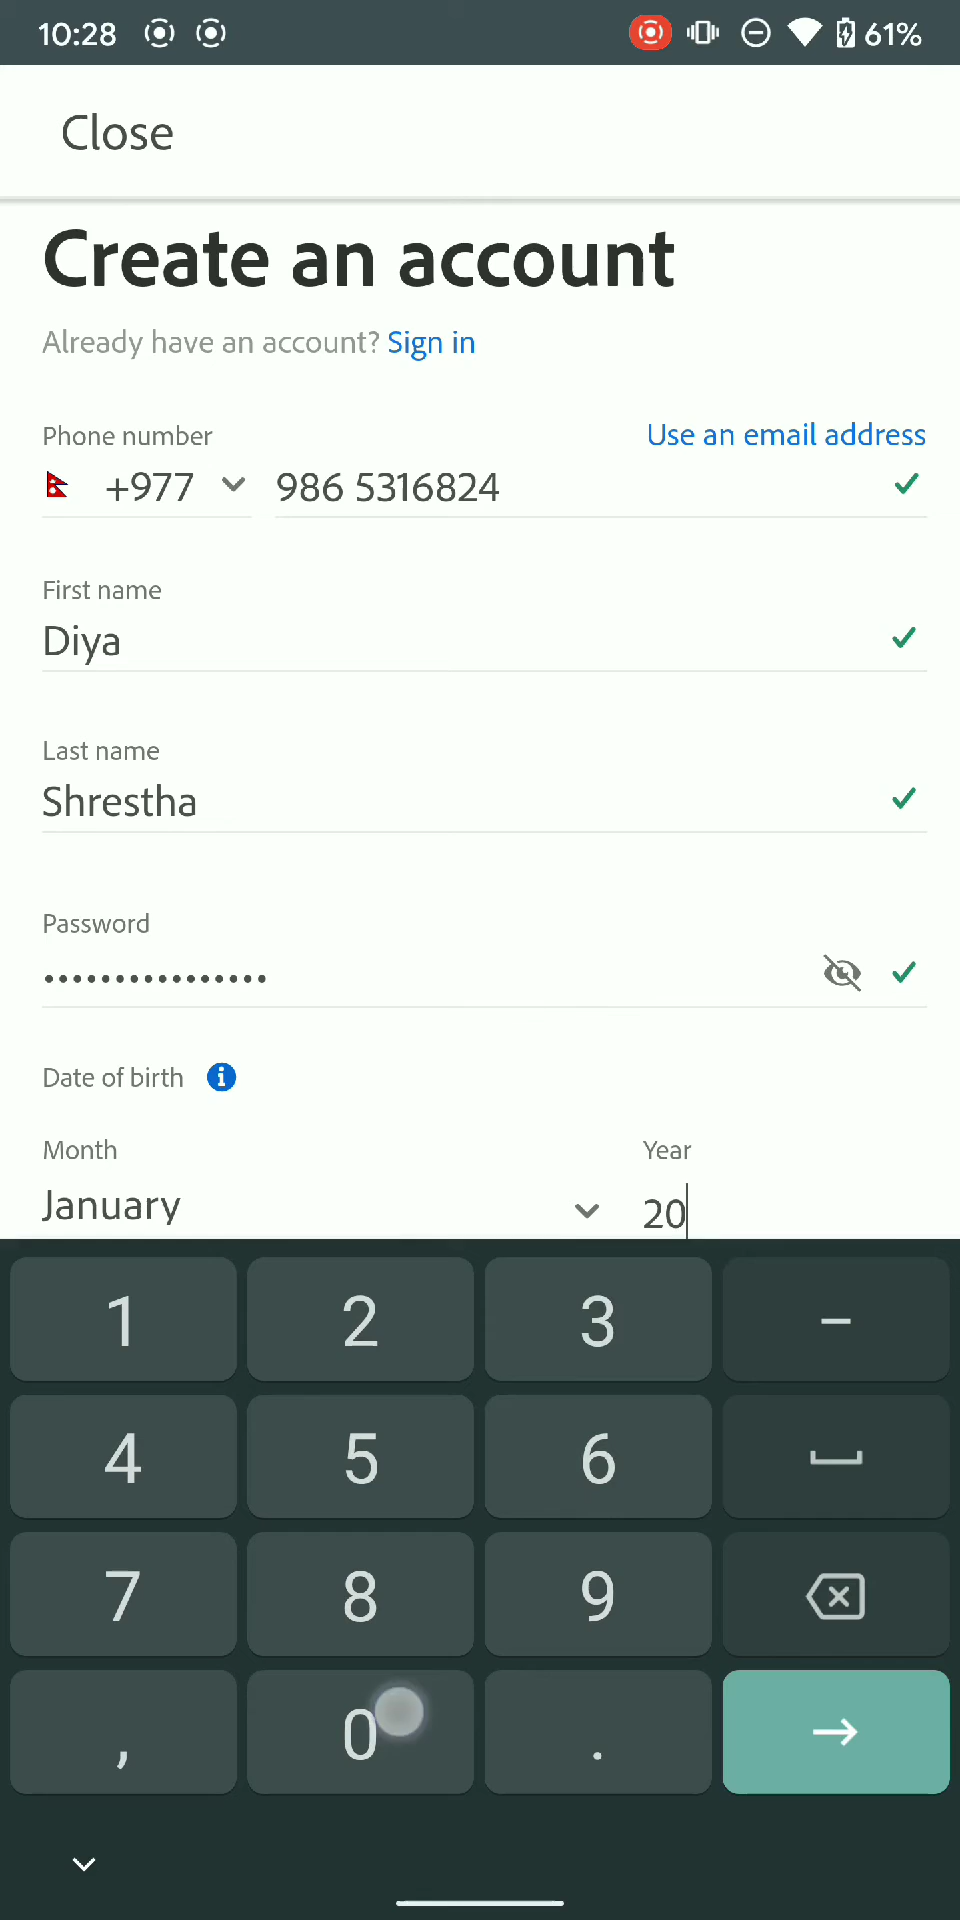 10:28
61%
Close
Create an account
Already have an account? Sign in
Phone number
Use an email address
+977
986 5316824
First name
Diya
Last name
Shrestha
Password
••••••••••••••••
Date of birth
Month
Year
January
20
1 2 3 –
4 5 6
7 8 9
, 0 .